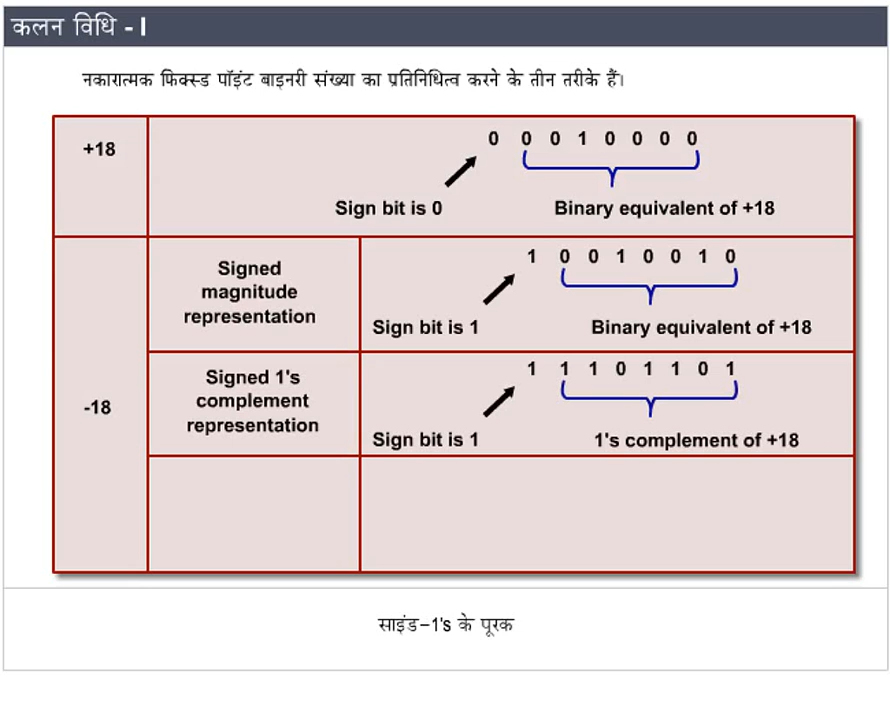 कलन विधि - I
नकारात्मक फिक्स्ड पॉइंट बाइनरी संख्या का प्रतिनिधित्व करने के तीन तरीके हैं।
+18
0 0 0 1 0 0 0 0
Sign bit is 0
Binary equivalent of +18
-18
Signed
magnitude
representation
1 0 0 1 0 0 1 0
Sign bit is 1
Binary equivalent of +18
Signed 1's
complement
representation
1 1 1 0 1 1 0 1
Sign bit is 1
1's complement of +18
साइंड-1's के पूरक